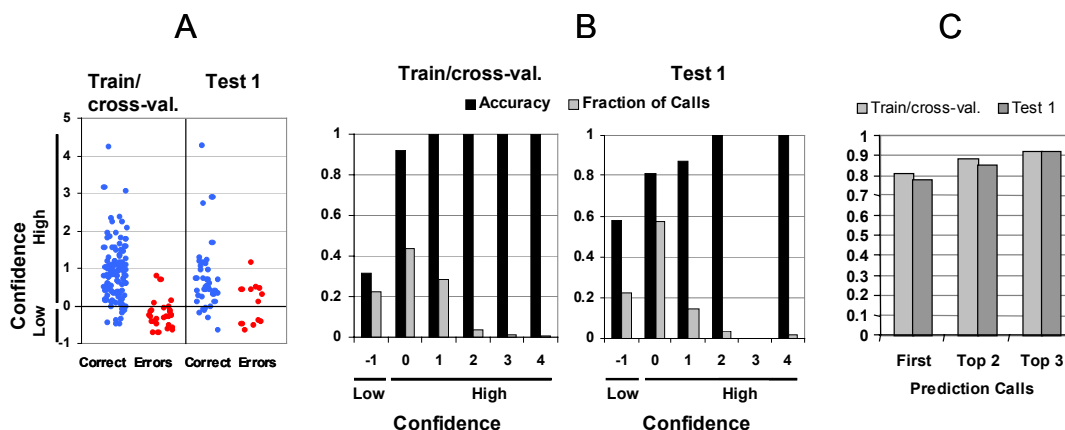 A
Train/
cross-val.
Test 1
5
4
3
2
1
0
-1
Confidence
Low
High
Correct
Errors
Correct
Errors
B
Train/cross-val.
Test 1
Accuracy
Fraction of Calls
1
0.8
0.6
0.4
0.2
0
-1
0
1
2
3
4
Low
High
Confidence
1
0.8
0.6
0.4
0.2
0
-1
0
1
2
3
4
Low
High
Confidence
C
Train/cross-val.
Test 1
1
0.9
0.8
0.7
0.6
0.5
0.4
0.3
0.2
0.1
0
First
Top 2
Top 3
Prediction Calls